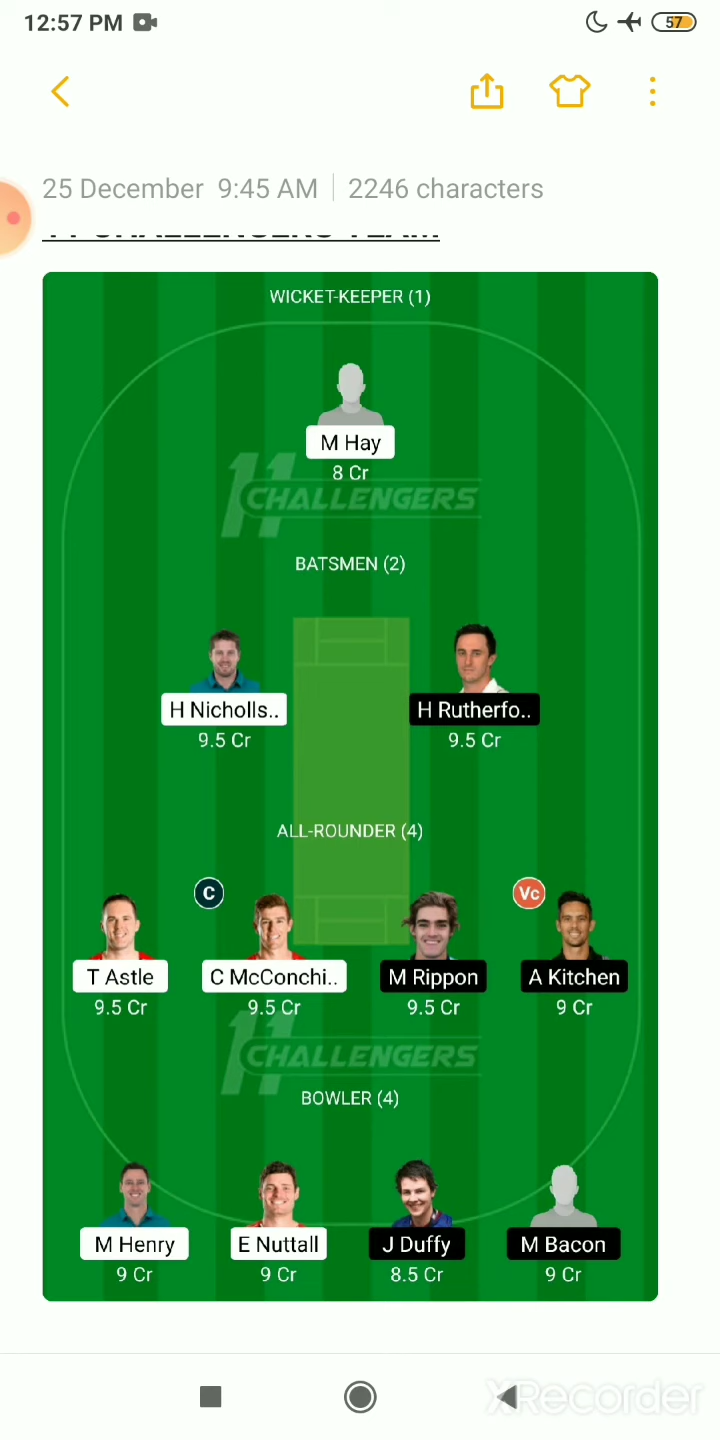 12:57 PM 57
25 December 9:45 AM 2246 characters
WICKET-KEEPER (1)
M Hay
8 Cr
11 CHALLENGERS
BATSMEN (2)
H Nicholls.. H Rutherfo..
9.5 Cr 9.5 Cr
ALL-ROUNDER (4)
C Vc
T Astle C McConchi.. M Rippon A Kitchen
9.5 Cr 9.5 Cr 9.5 Cr 9 Cr
11 CHALLENGERS
BOWLER (4)
M Henry E Nuttall J Duffy M Bacon
9 Cr 9 Cr 8.5 Cr 9 Cr
XRecorder